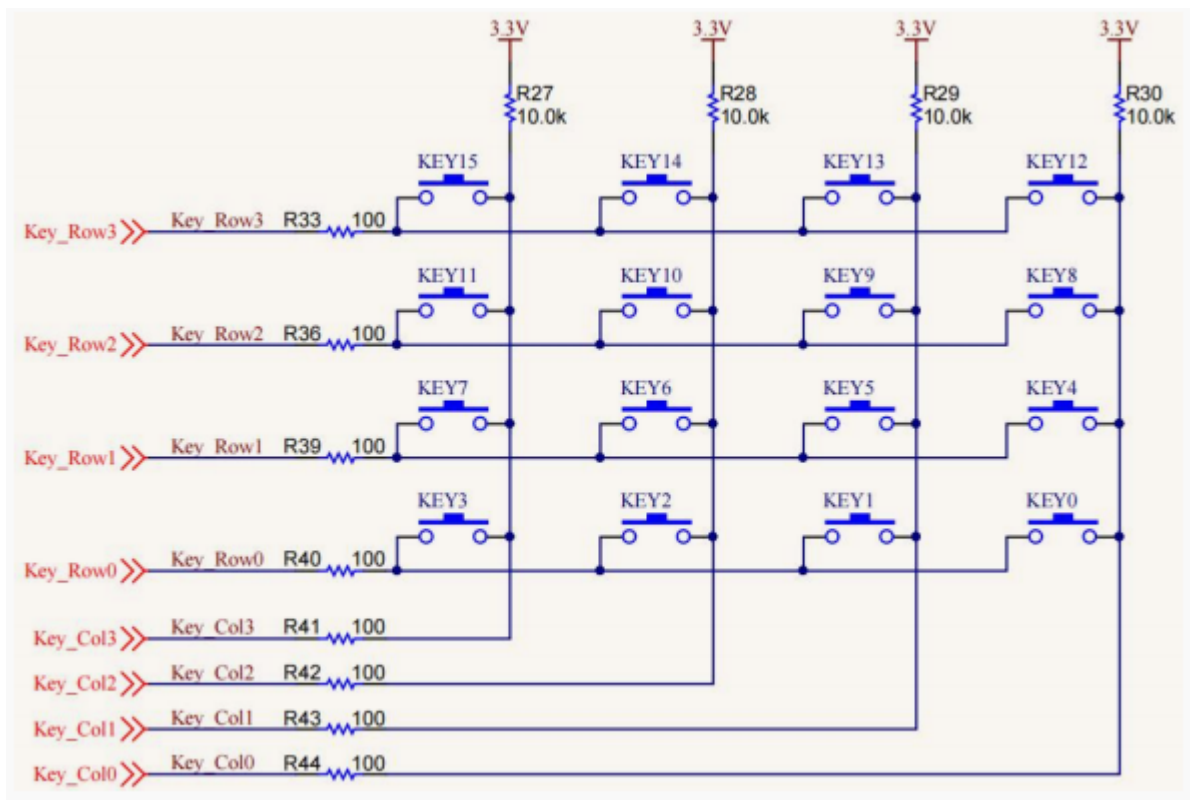 3.3V 3.3V 3.3V 3.3V
R27 R28 R29 R30
10.0k 10.0k 10.0k 10.0k
KEY15 KEY14 KEY13 KEY12
Key_Row3 Key_Row3 R33 100
KEY11 KEY10 KEY9 KEY8
Key_Row2 Key_Row2 R36 100
KEY7 KEY6 KEY5 KEY4
Key_Row1 Key_Row1 R39 100
KEY3 KEY2 KEY1 KEY0
Key_Row0 Key_Row0 R40 100
Key_Col3 Key_Col3 R41 100
Key_Col2 Key_Col2 R42 100
Key_Col1 Key_Col1 R43 100
Key_Col0 Key_Col0 R44 100